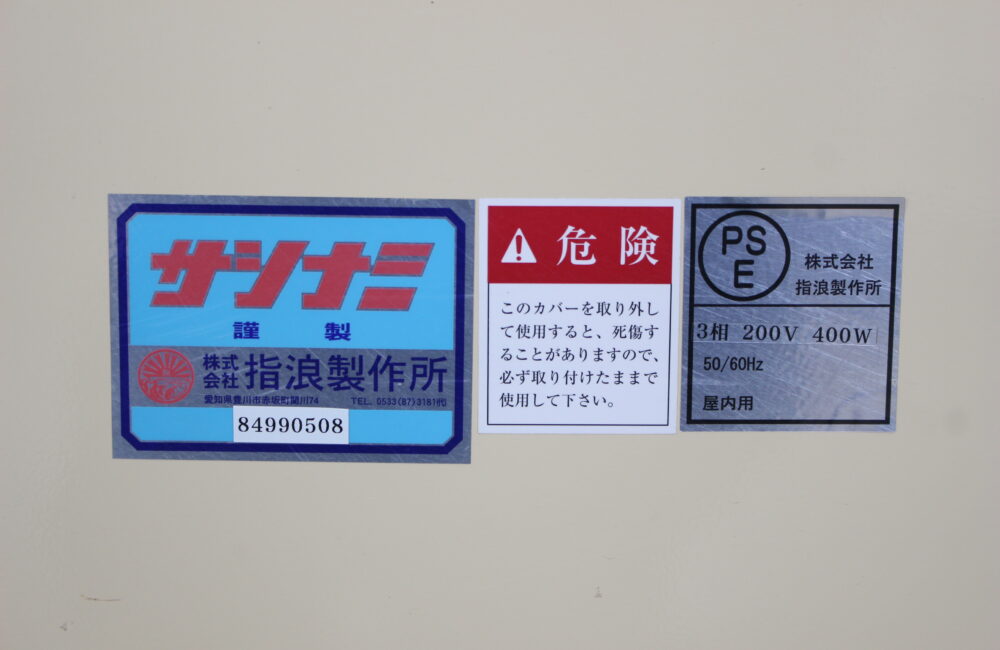 サンナミ
謹製
株式会社 指浪製作所
愛知県豊川市赤坂町関川74 TEL. 0533(87)3181㈹
84990508
危険
このカバーを取り外し
て使用すると、死傷す
ることがありますので、
必ず取り付けたままで
使用して下さい。
PS
E
株式会社
指浪製作所
3相 200V 400W
50/60Hz
屋内用